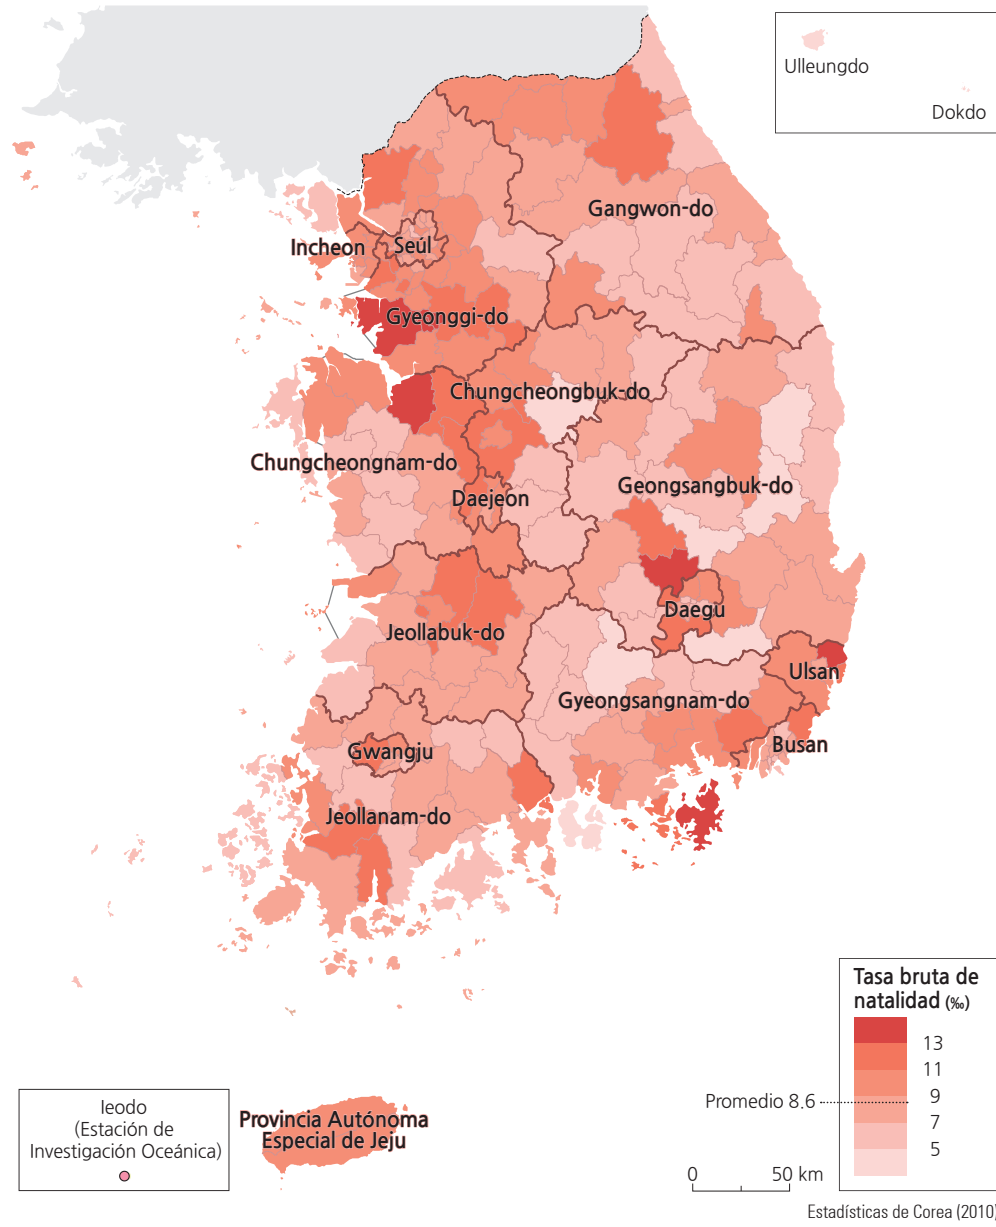 Ulleungdo
Dokdo
Gangwon-do
Incheon
Seúl
Gyeonggi-do
Chungcheongbuk-do
Chungcheongnam-do
Geongsangbuk-do
Daejeon
Daegu
Jeollabuk-do
Ulsan
Gyeongsangnam-do
Busan
Gwangju
Jeollanam-do
Tasa bruta de
natalidad (‰)
13
11
9
Promedio 8.6
7
5
Ieodo
(Estación de
Investigación Oceánica)
Provincia Autónoma
Especial de Jeju
0 50 km
Estadísticas de Corea (2010)